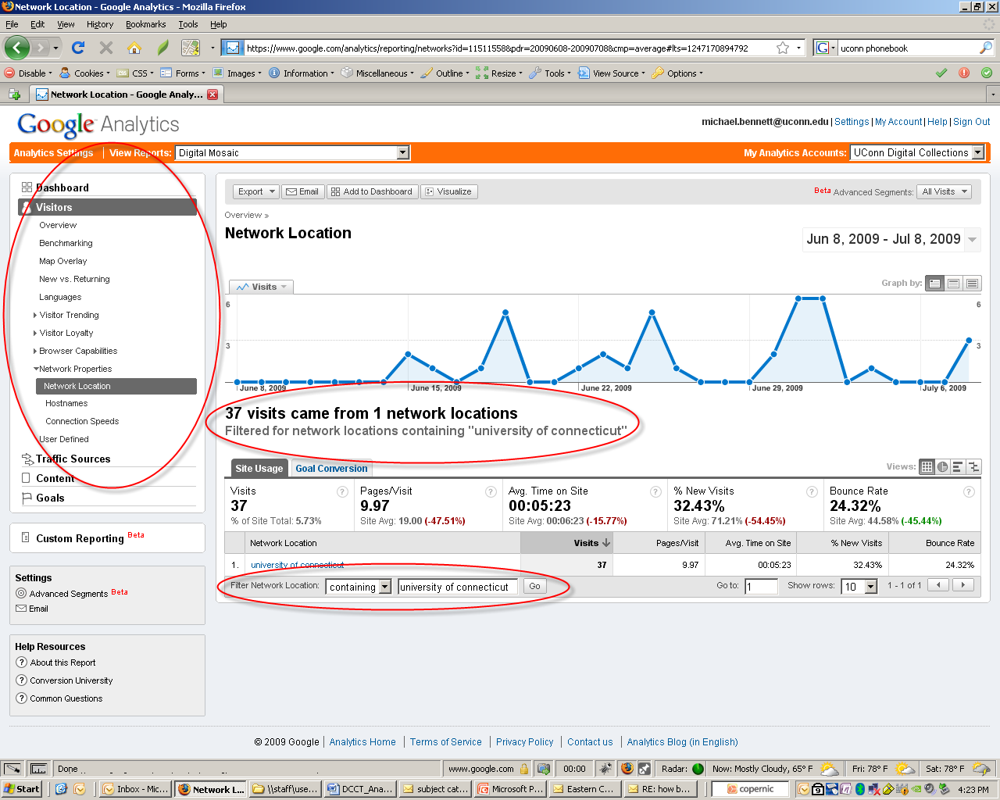 Network Location - Google Analytics - Mozilla Firefox
File Edit View History Bookmarks Tools Help
https://www.google.com/analytics/reporting/networks?id=11511558&pdr=20090608-20090708&cmp=average#lts=1247170894792
G uconn phonebook
Disable Cookies CSS Forms Images Information Miscellaneous Outline Resize Tools View Source Options
Network Location - Google Analy...
Google Analytics
michael.bennett@uconn.edu | Settings | My Account | Help | Sign Out
Analytics Settings | View Reports: Digital Mosaic
My Analytics Accounts: UConn Digital Collections
Dashboard
Visitors
Overview
Benchmarking
Map Overlay
New vs. Returning
Languages
Visitor Trending
Visitor Loyalty
Browser Capabilities
Network Properties
Network Location
Hostnames
Connection Speeds
User Defined
Traffic Sources
Content
Goals
Custom Reporting Beta
Settings
Advanced Segments Beta
Email
Help Resources
About this Report
Conversion University
Common Questions
Export Email Add to Dashboard Visualize
Beta Advanced Segments: All Visits
Overview »
Network Location
Jun 8, 2009 - Jul 8, 2009
Visits
Graph by:
6 6
3 3
June 8, 2009 June 15, 2009 June 22, 2009 June 29, 2009 July 6, 2009
37 visits came from 1 network locations
Filtered for network locations containing "university of connecticut"
Site Usage Goal Conversion
Views:
Visits Pages/Visit Avg. Time on Site % New Visits Bounce Rate
37 9.97 00:05:23 32.43% 24.32%
% of Site Total: 5.73% Site Avg: 19.00 (-47.51%) Site Avg: 00:06:23 (-15.77%) Site Avg: 71.21% (-54.45%) Site Avg: 44.58% (-45.44%)
Network Location Visits Pages/Visit Avg. Time on Site % New Visits Bounce Rate
1. university of connecticut 37 9.97 00:05:23 32.43% 24.32%
Filter Network Location: containing university of connecticut Go
Go to: 1 Show rows: 10 1 - 1 of 1
© 2009 Google | Analytics Home | Terms of Service | Privacy Policy | Contact us | Analytics Blog (in English)
Done www.google.com 00:00 Radar: Now: Mostly Cloudy, 65° F Fri: 78° F Sat: 78° F
Start Inbox - Mic... Network L... \\staff\use... DCCT_Ana... subject cat... Microsoft P... Eastern C... RE: how b... copernic 9 4:23 PM